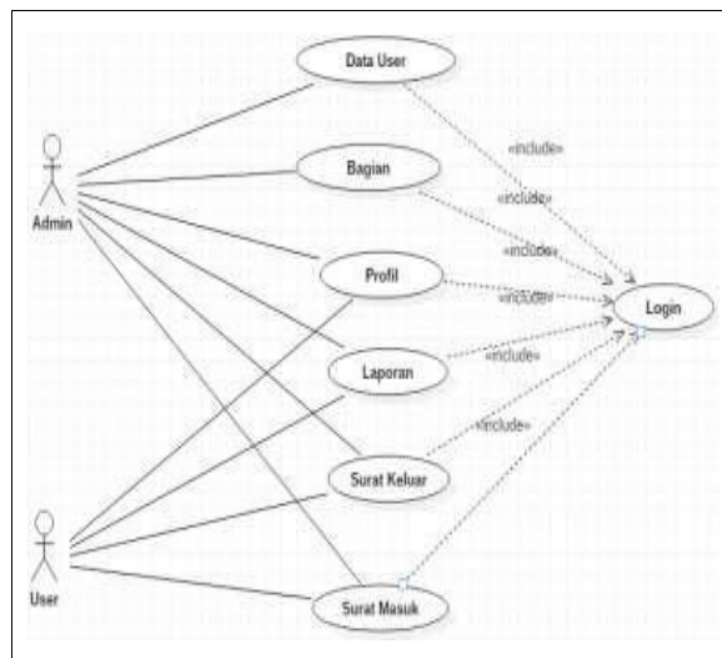 Data User
«include»
Bagian
«include»
Admin
«include»
Profil
«include»
Login
Laporan
«include»
«include»
Surat Keluar
User
Surat Masuk